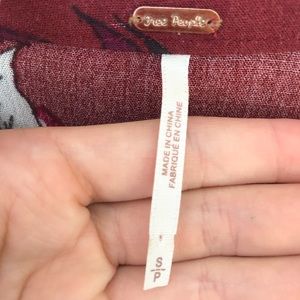 Free People
MADE IN CHINA
FABRIQUÉ EN CHINE
S
P